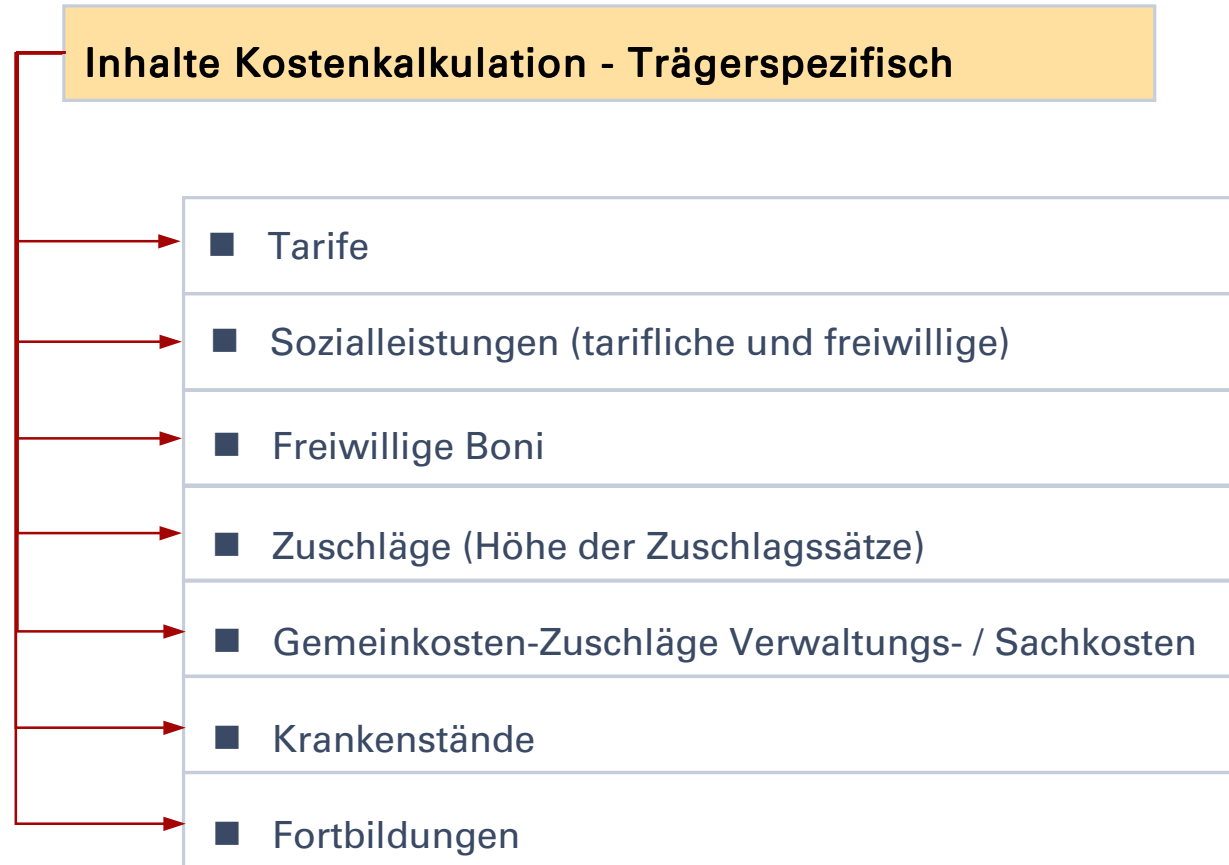 Inhalte Kostenkalkulation - Trägerspezifisch
■ Tarife
■ Sozialleistungen (tarifliche und freiwillige)
■ Freiwillige Boni
■ Zuschläge (Höhe der Zuschlagssätze)
■ Gemeinkosten-Zuschläge Verwaltungs- / Sachkosten
■ Krankenstände
■ Fortbildungen